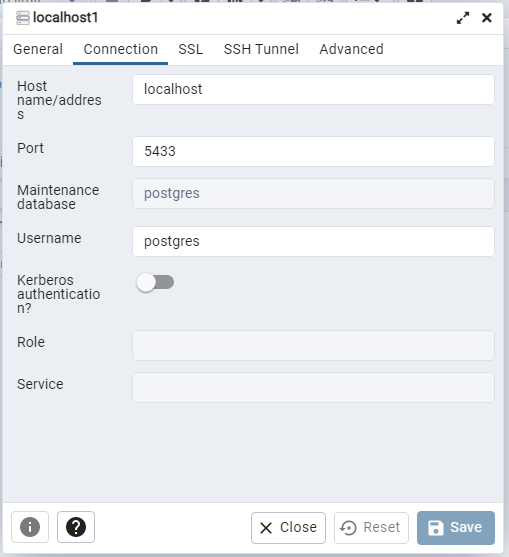 localhost1
General Connection SSL SSH Tunnel Advanced
Host
name/addres
s
localhost
Port
5433
Maintenance
database
postgres
Username
postgres
Kerberos
authenticatio
n?
Role
Service
Close Reset Save